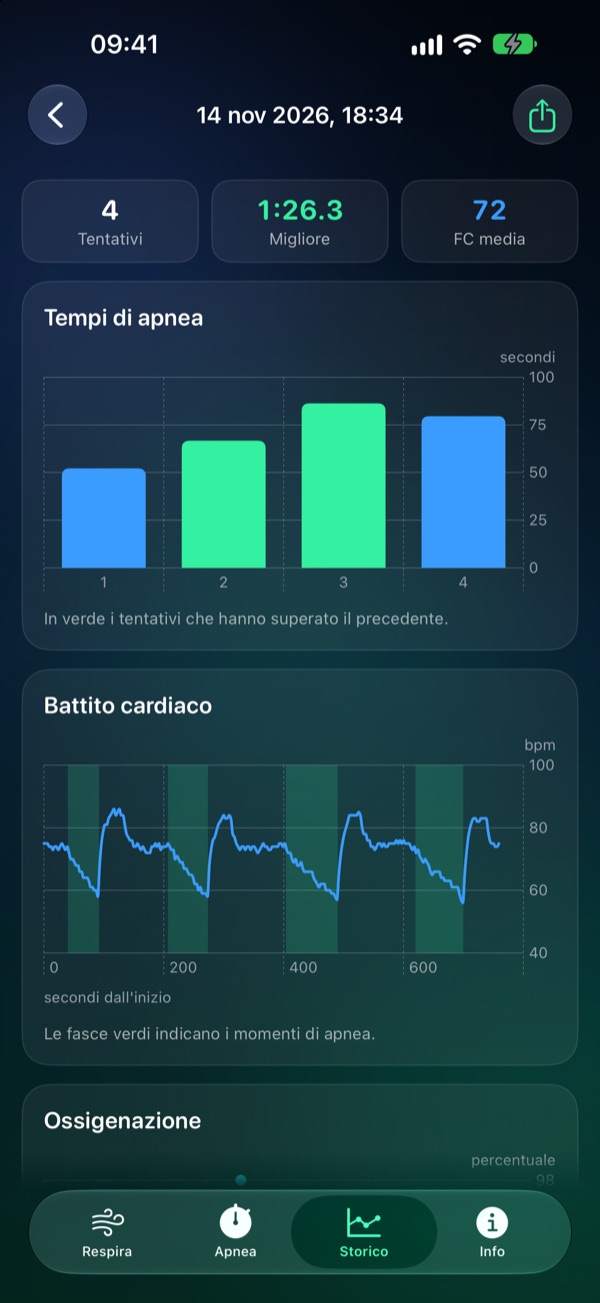 09:41
14 nov 2026, 18:34
4
Tentativi
1:26.3
Migliore
72
FC media
Tempi di apnea
secondi
100
75
50
25
0
1 2 3 4
In verde i tentativi che hanno superato il precedente.
Battito cardiaco
bpm
100
80
60
40
0 200 400 600
secondi dall'inizio
Le fasce verdi indicano i momenti di apnea.
Ossigenazione
percentuale
98
Respira
Apnea
Storico
Info